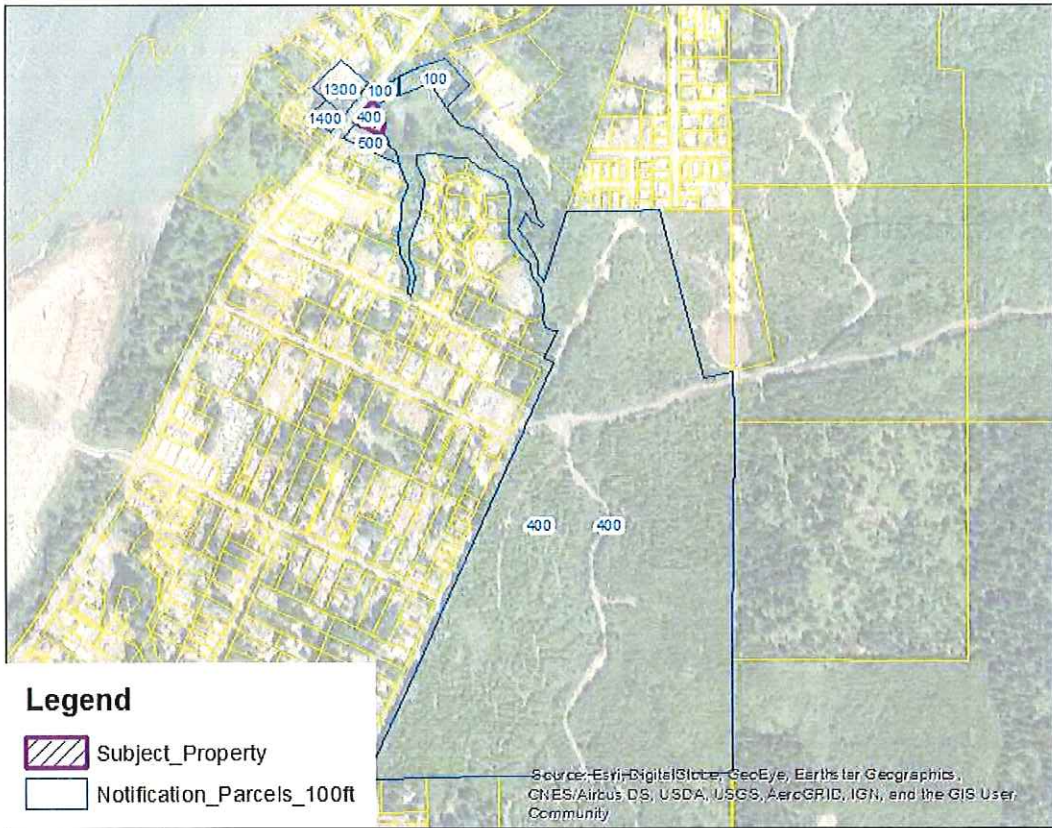 100
1300
100
1400
400
500
400
400
Legend
Subject_Property
Notification_Parcels_100ft
Source: Esri, DigitalGlobe, GeoEye, Earthstar Geographics,
CNES/Airbus DS, USDA, USGS, AeroGRID, IGN, and the GIS User
Community